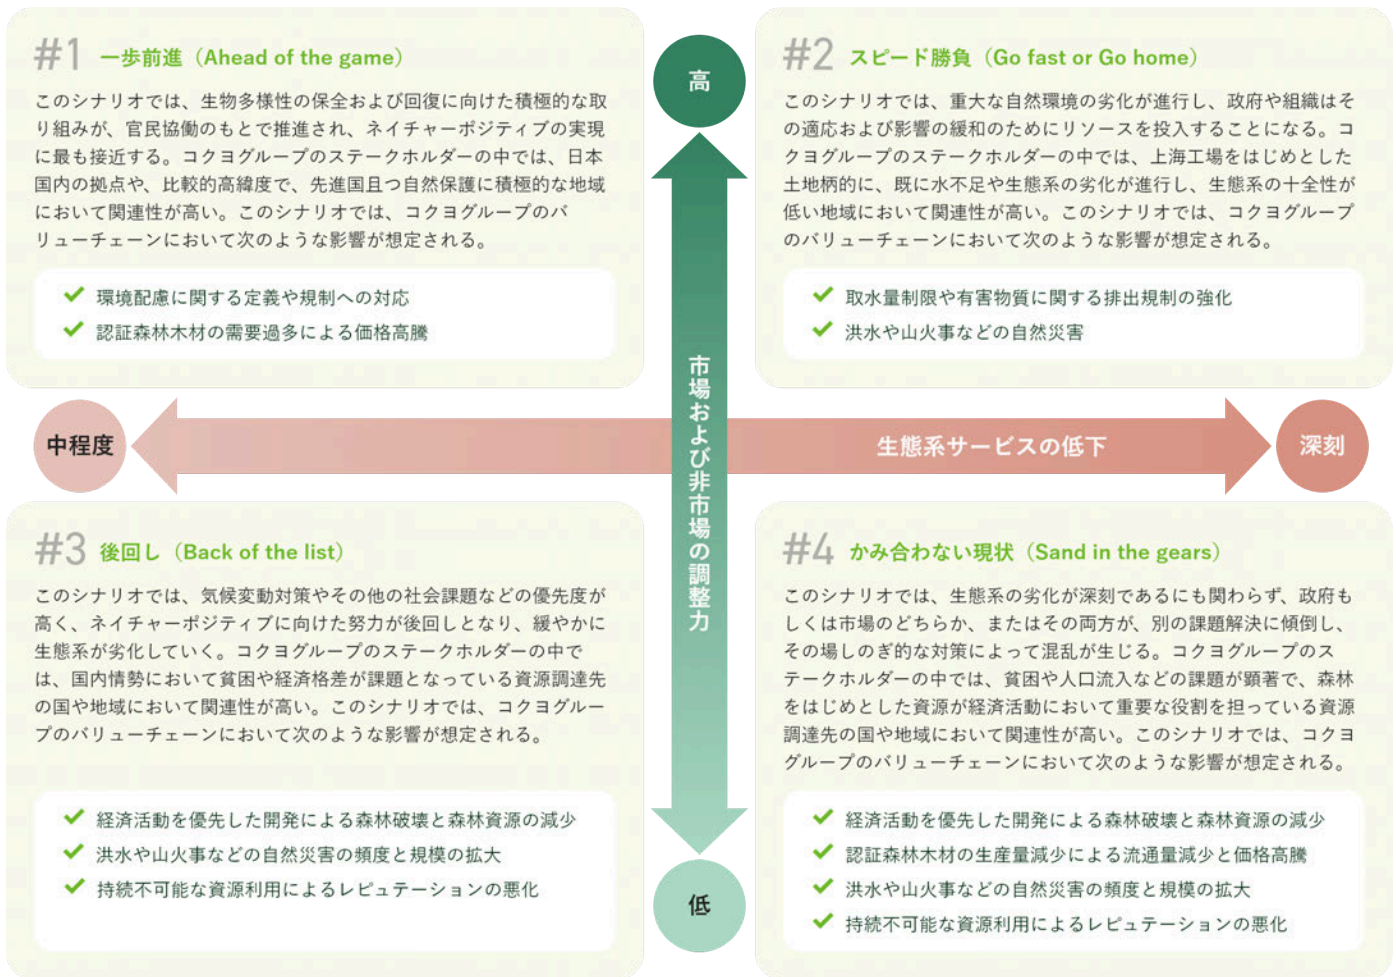 #1 一歩前進（Ahead of the game）
このシナリオでは、生物多様性の保全および回復に向けた積極的な取
り組みが、官民協働のもとで推進され、ネイチャーポジティブの実現
に最も接近する。コクヨグループのステークホルダーの中では、日本
国内の拠点や、比較的高緯度で、先進国且つ自然保護に積極的な地域
において関連性が高い。このシナリオでは、コクヨグループのバ
リューチェーンにおいて次のような影響が想定される。
環境配慮に関する定義や規制への対応
認証森林木材の需要過多による価格高騰
高
#2 スピード勝負（Go fast or Go home）
このシナリオでは、重大な自然環境の劣化が進行し、政府や組織はそ
の適応および影響の緩和のためにリソースを投入することになる。コ
クヨグループのステークホルダーの中では、上海工場をはじめとした
土地柄的に、既に水不足や生態系の劣化が進行し、生態系の十全性が
低い地域において関連性が高い。このシナリオでは、コクヨグループ
のバリューチェーンにおいて次のような影響が想定される。
取水量制限や有害物質に関する排出規制の強化
洪水や山火事などの自然災害
市場および非市場の調整力
中程度
生態系サービスの低下
深刻
#3 後回し（Back of the list）
このシナリオでは、気候変動対策やその他の社会課題などの優先度が
高く、ネイチャーポジティブに向けた努力が後回しとなり、緩やかに
生態系が劣化していく。コクヨグループのステークホルダーの中で
は、国内情勢において貧困や経済格差が課題となっている資源調達先
の国や地域において関連性が高い。このシナリオでは、コクヨグルー
プのバリューチェーンにおいて次のような影響が想定される。
経済活動を優先した開発による森林破壊と森林資源の減少
洪水や山火事などの自然災害の頻度と規模の拡大
持続不可能な資源利用によるレピュテーションの悪化
低
#4 かみ合わない現状（Sand in the gears）
このシナリオでは、生態系の劣化が深刻であるにも関わらず、政府も
しくは市場のどちらか、またはその両方が、別の課題解決に傾倒し、
その場しのぎ的な対策によって混乱が生じる。コクヨグループのス
テークホルダーの中では、貧困や人口流入などの課題が顕著で、森林
をはじめとした資源が経済活動において重要な役割を担っている資源
調達先の国や地域において関連性が高い。このシナリオでは、コクヨ
グループのバリューチェーンにおいて次のような影響が想定される。
経済活動を優先した開発による森林破壊と森林資源の減少
認証森林木材の生産量減少による流通量減少と価格高騰
洪水や山火事などの自然災害の頻度と規模の拡大
持続不可能な資源利用によるレピュテーションの悪化